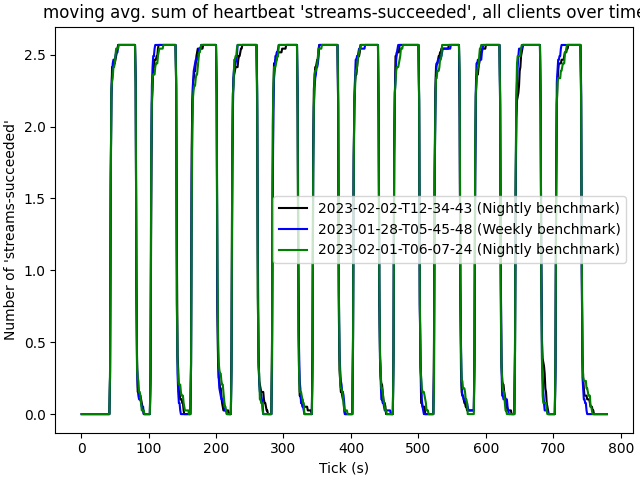 moving avg. sum of heartbeat 'streams-succeeded', all clients over time
Number of 'streams-succeeded'
2.5
2.0
1.5
1.0
0.5
0.0
2023-02-02-T12-34-43 (Nightly benchmark)
2023-01-28-T05-45-48 (Weekly benchmark)
2023-02-01-T06-07-24 (Nightly benchmark)
0 100 200 300 400 500 600 700 800
Tick (s)